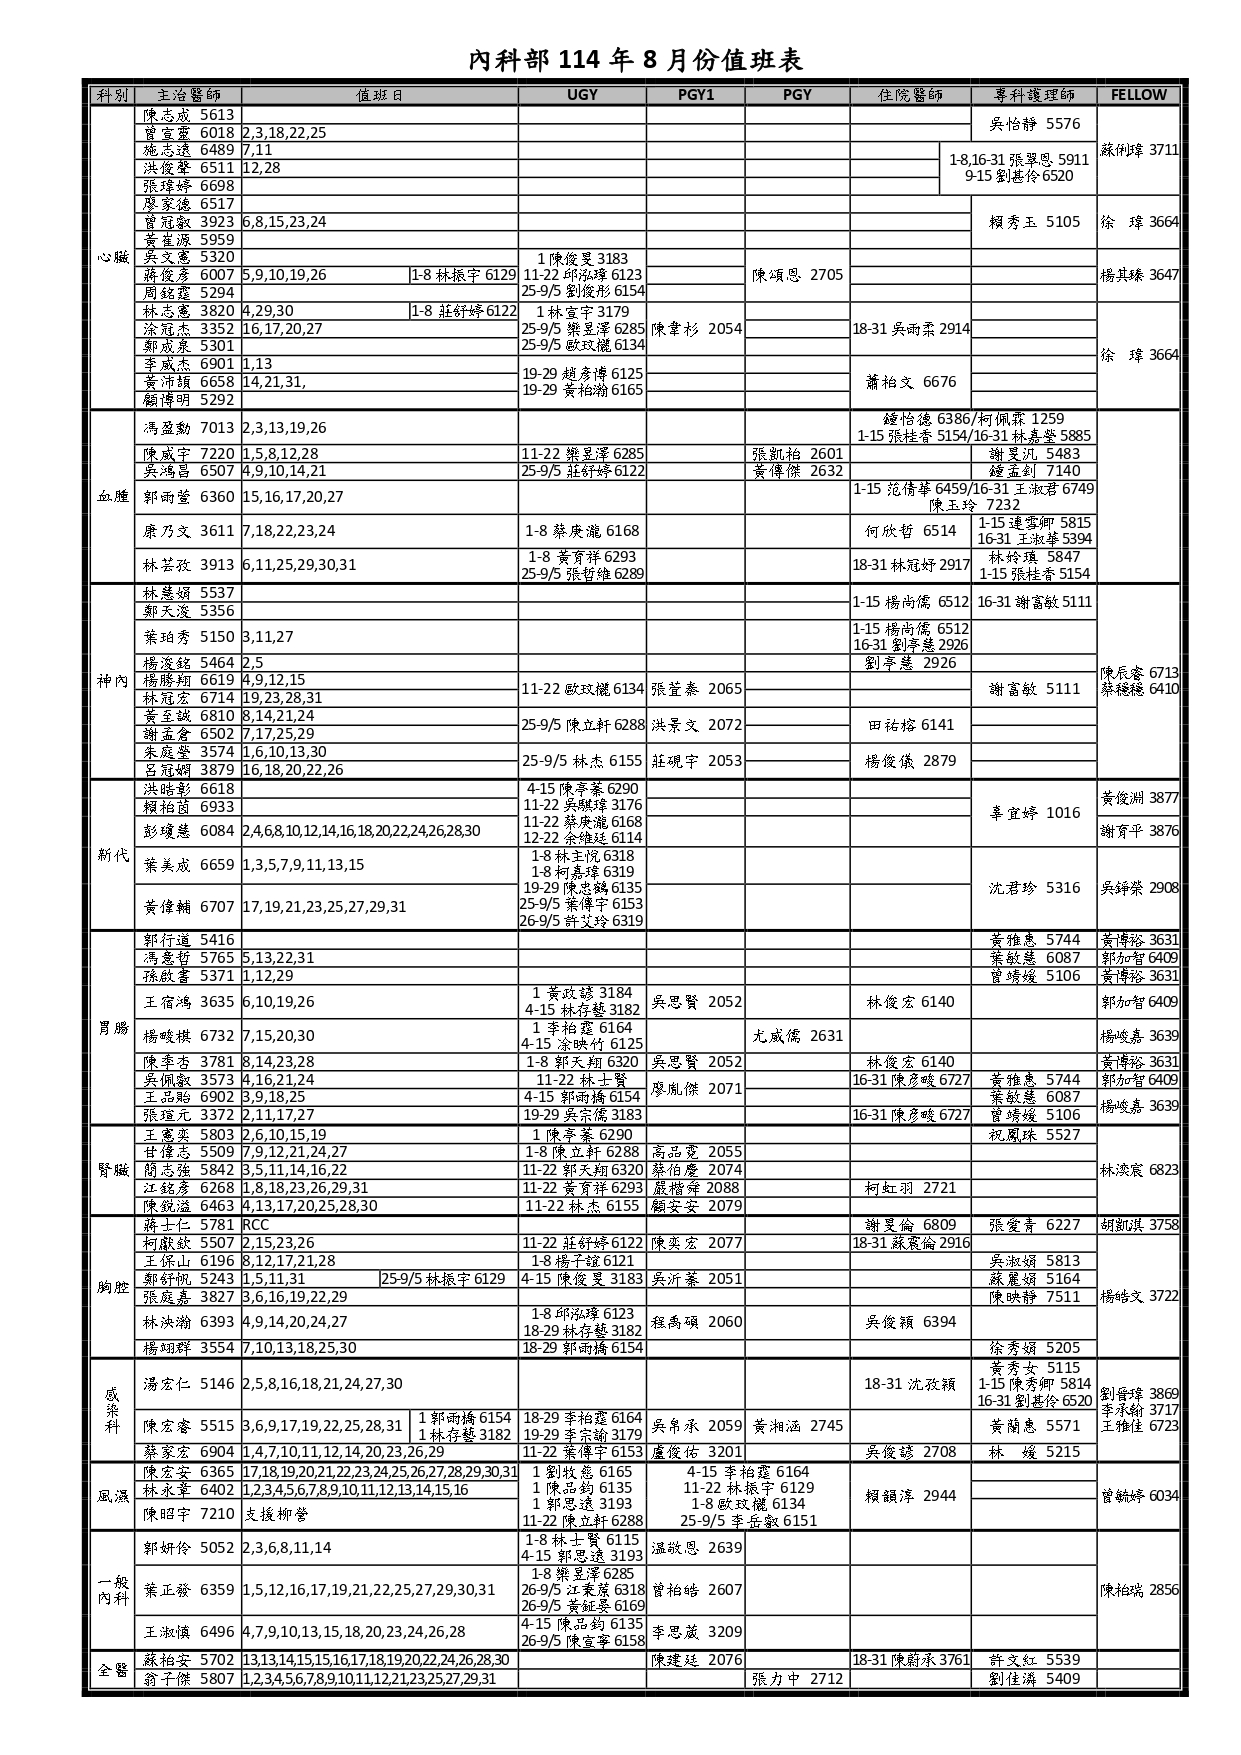 內科部 114 年 8 月份值班表
科別 主治醫師 值班日 UGY PGY1 PGY 住院醫師 專科護理師 FELLOW
心臟
陳志成 5613
曾宣靈 6018 2,3,18,22,25
吳怡靜 5576
施志遠 6489 7,11
洪俊聲 6511 12,28
張瑋婷 6698
1-8,16-31 張翠恩 5911
9-15 劉甚伶 6520
蘇俐瑋 3711
廖家德 6517
曾冠叡 3923 6,8,15,23,24
黃崔源 5959
賴秀玉 5105 徐 瑋 3664
吳文憲 5320
蔣俊彥 6007 5,9,10,19,26 1-8 林振宇 6129
周銘霆 5294
1 陳俊旻 3183
11-22 邱泓瑋 6123
25-9/5 劉俊彤 6154
陳頌恩 2705 楊其臻 3647
林志憲 3820 4,29,30 1-8 莊舒婷 6122
涂冠杰 3352 16,17,20,27
鄭成泉 5301
1 林宣宇 3179
25-9/5 樂昱澤 6285
25-9/5 歐玟欐 6134
陳韋杉 2054 18-31 吳雨柔 2914
李威杰 6901 1,13
黃沛頡 6658 14,21,31,
顧博明 5292
19-29 趙彥博 6125
19-29 黃柏瀚 6165
蕭柏文 6676 徐 瑋 3664
血腫
馮盈勳 7013 2,3,13,19,26
鍾怡德 6386/柯佩霖 1259
1-15 張桂香 5154/16-31 林嘉瑩 5885
陳威宇 7220 1,5,8,12,28 11-22 樂昱澤 6285 張凱柏 2601 謝旻汎 5483
吳鴻昌 6507 4,9,10,14,21 25-9/5 莊舒婷 6122 黃傳傑 2632 鍾孟釗 7140
郭雨萱 6360 15,16,17,20,27
1-15 范倩華 6459/16-31 王淑君 6749
陳玉玲 7232
康乃文 3611 7,18,22,23,24 1-8 蔡庚瀧 6168 何欣哲 6514
1-15 連雪卿 5815
16-31 王淑華 5394
林芸孜 3913 6,11,25,29,30,31
1-8 黃育祥 6293
25-9/5 張哲維 6289
18-31 林冠妤 2917
林姈瑱 5847
1-15 張桂香 5154
神內
林慧娟 5537
鄭天浚 5356
1-15 楊尚儒 6512 16-31 謝富敏 5111
葉珀秀 5150 3,11,27
1-15 楊尚儒 6512
16-31 劉亭慧 2926
楊浚銘 5464 2,5 劉亭慧 2926
楊勝翔 6619 4,9,12,15
林冠宏 6714 19,23,28,31
11-22 歐玟欐 6134 張萱秦 2065 謝富敏 5111
陳辰睿 6713
蔡穩穩 6410
黃至誠 6810 8,14,21,24
謝孟倉 6502 7,17,25,29
25-9/5 陳立軒 6288 洪景文 2072 田祐榕 6141
朱庭瑩 3574 1,6,10,13,30
呂冠嫻 3879 16,18,20,22,26
25-9/5 林杰 6155 莊硯宇 2053 楊俊儀 2879
新代
洪晧彰 6618
賴柏茵 6933
彭瓊慧 6084 2,4,6,8,10,12,14,16,18,20,22,24,26,28,30
4-15 陳亭蓁 6290
11-22 吳騏瑋 3176
11-22 蔡庚瀧 6168
12-22 余維廷 6114
辜宜婷 1016
黃俊淵 3877
謝育平 3876
葉美成 6659 1,3,5,7,9,11,13,15
黃偉輔 6707 17,19,21,23,25,27,29,31
1-8 林主悅 6318
1-8 柯嘉瑋 6319
19-29 陳忠鶴 6135
25-9/5 葉傳宇 6153
26-9/5 許艾玲 6319
沈君珍 5316 吳錚榮 2908
胃腸
郭行道 5416 黃雅惠 5744 黃博裕 3631
馮意哲 5765 5,13,22,31 葉敏慧 6087 郭加智 6409
孫啟書 5371 1,12,29 曾靖媛 5106 黃博裕 3631
王宿鴻 3635 6,10,19,26
1 黃政諺 3184
4-15 林存藝 3182
吳思賢 2052 林俊宏 6140 郭加智 6409
楊畯棋 6732 7,15,20,30
1 李柏霆 6164
4-15 凃映竹 6125
尤威儒 2631 楊峻嘉 3639
陳季杏 3781 8,14,23,28 1-8 郭天翔 6320 吳思賢 2052 林俊宏 6140 黃博裕 3631
吳佩叡 3573 4,16,21,24 11-22 林士賢 廖胤傑 2071 16-31 陳彥畯 6727 黃雅惠 5744 郭加智 6409
王品貽 6902 3,9,18,25 4-15 郭雨橋 6154 葉敏慧 6087 楊峻嘉 3639
張瑄元 3372 2,11,17,27 19-29 吳宗儒 3183 16-31 陳彥畯 6727 曾靖媛 5106
腎臟
王憲奕 5803 2,6,10,15,19 1 陳亭蓁 6290 祝鳳珠 5527
甘偉志 5509 7,9,12,21,24,27 1-8 陳立軒 6288 高品霓 2055
簡志強 5842 3,5,11,14,16,22 11-22 郭天翔 6320 蔡伯慶 2074 林渿宸 6823
江銘彥 6268 1,8,18,23,26,29,31 11-22 黃育祥 6293 嚴楷舜 2088 柯虹羽 2721
陳銳溢 6463 4,13,17,20,25,28,30 11-22 林杰 6155 顧安安 2079
胸腔
蔣士仁 5781 RCC 謝旻倫 6809 張愛青 6227 胡凱淇 3758
柯獻欽 5507 2,15,23,26 11-22 莊舒婷 6122 陳奕宏 2077 18-31 蘇震倫 2916
王保山 6196 8,12,17,21,28 1-8 楊子誼 6121 吳淑娟 5813
鄭舒帆 5243 1,5,11,31 25-9/5 林振宇 6129 4-15 陳俊旻 3183 吳沂蓁 2051 蘇麗娟 5164
張庭嘉 3827 3,6,16,19,22,29 陳映靜 7511 楊皓文 3722
林泱瀚 6393 4,9,14,20,24,27
1-8 邱泓瑋 6123
18-29 林存藝 3182
程禹碩 2060 吳俊穎 6394
楊翊群 3554 7,10,13,18,25,30 18-29 郭雨橋 6154 徐秀娟 5205
感染科
湯宏仁 5146 2,5,8,16,18,21,24,27,30 18-31 沈孜穎
黃秀女 5115
1-15 陳秀卿 5814
16-31 劉甚伶 6520
劉晉瑋 3869
李承翰 3717
王雅佳 6723
陳宏睿 5515 3,6,9,17,19,22,25,28,31
1 郭雨橋 6154
1 林存藝 3182
18-29 李柏霆 6164
19-29 李宗諭 3179
吳帛承 2059 黃湘涵 2745 黃蘭惠 5571
蔡家宏 6904 1,4,7,10,11,12,14,20,23,26,29 11-22 葉傳宇 6153 盧俊佑 3201 吳俊諺 2708 林 媛 5215
風濕
陳宏安 6365 17,18,19,20,21,22,23,24,25,26,27,28,29,30,31
林永章 6402 1,2,3,4,5,6,7,8,9,10,11,12,13,14,15,16
陳昭宇 7210 支援柳營
1 劉牧慈 6165
1 陳品鈞 6135
1 郭思遠 3193
11-22 陳立軒 6288
4-15 李柏霆 6164
11-22 林振宇 6129
1-8 歐玟欐 6134
25-9/5 李岳叡 6151
賴韻淳 2944 曾毓婷 6034
一般內科
郭妍伶 5052 2,3,6,8,11,14
1-8 林士賢 6115
4-15 郭思遠 3193
溫敬恩 2639
葉正發 6359 1,5,12,16,17,19,21,22,25,27,29,30,31
1-8 樂昱澤 6285
26-9/5 江秉蒝 6318
26-9/5 黃鉦晏 6169
曾柏皓 2607 陳柏瑞 2856
王淑慎 6496 4,7,9,10,13,15,18,20,23,24,26,28
4-15 陳品鈞 6135
26-9/5 陳宣寧 6158
李思葳 3209
全醫
蘇柏安 5702 13,13,14,15,15,16,17,18,19,20,22,24,26,28,30 陳建廷 2076 18-31 陳蔚承 3761 許文紅 5539
翁子傑 5807 1,2,3,4,5,6,7,8,9,10,11,12,21,23,25,27,29,31 張力中 2712 劉佳潾 5409